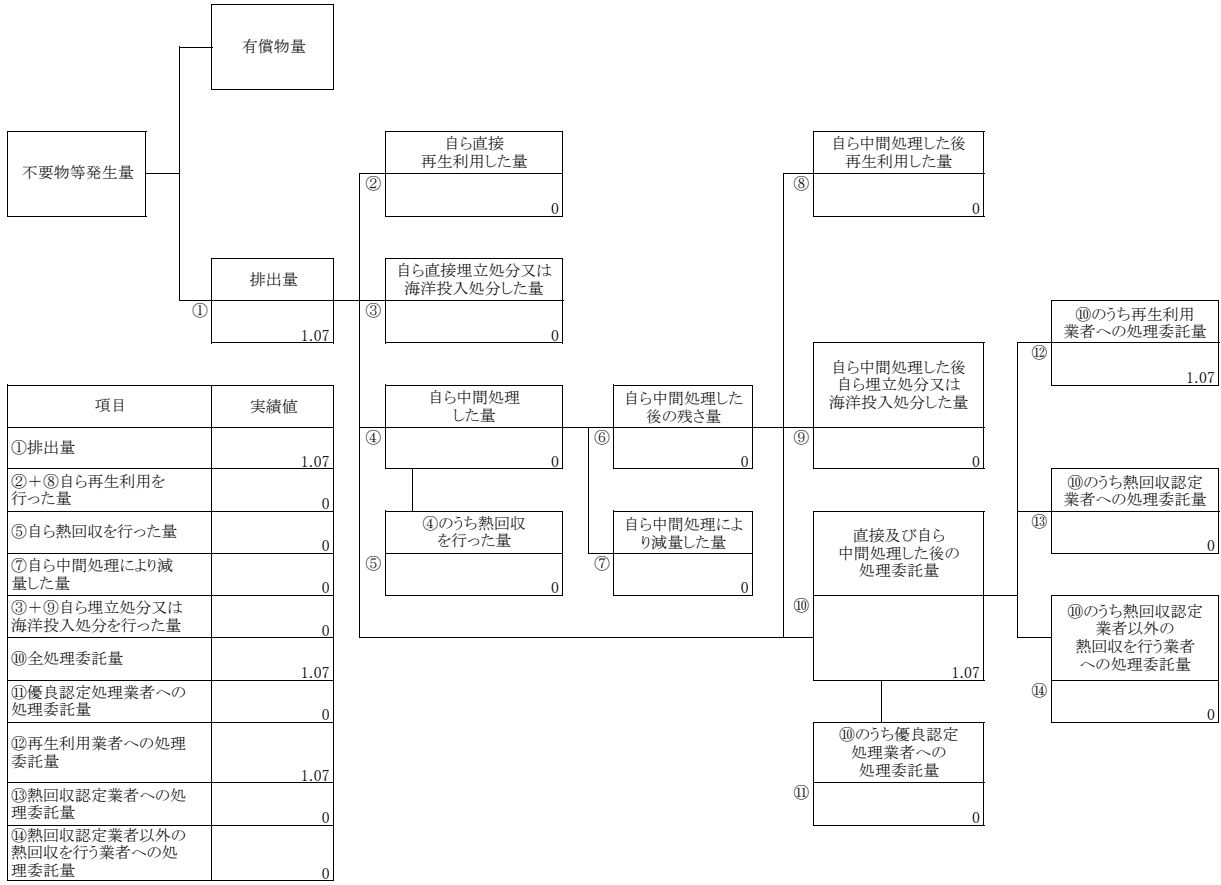 有償物量
不要物等発生量
排出量
①
1.07
自ら直接
再生利用した量
②
0
自ら直接埋立処分又は
海洋投入処分した量
③
0
自ら中間処理
した量
④
0
④のうち熱回収
を行った量
⑤
0
自ら中間処理した
後の残さ量
⑥
0
自ら中間処理によ
り減量した量
⑦
0
自ら中間処理した後
再生利用した量
⑧
0
自ら中間処理した後
自ら埋立処分又は
海洋投入処分した量
⑨
0
直接及び自ら
中間処理した後の
処理委託量
⑩
1.07
⑩のうち優良認定
処理業者への
処理委託量
⑪
0
⑩のうち再生利用
業者への処理委託量
⑫
1.07
⑩のうち熱回収認定
業者への処理委託量
⑬
0
⑩のうち熱回収認定
業者以外の
熱回収を行う業者
への処理委託量
⑭
0
項目 実績値
①排出量
1.07
②+⑧自ら再生利用を
行った量
0
⑤自ら熱回収を行った量
0
⑦自ら中間処理により減
量した量
0
③+⑨自ら埋立処分又は
海洋投入処分を行った量
0
⑩全処理委託量
1.07
⑪優良認定処理業者への
処理委託量
0
⑫再生利用業者への処理
委託量
1.07
⑬熱回収認定業者への処
理委託量
0
⑭熱回収認定業者以外の
熱回収を行う業者への処
理委託量
0